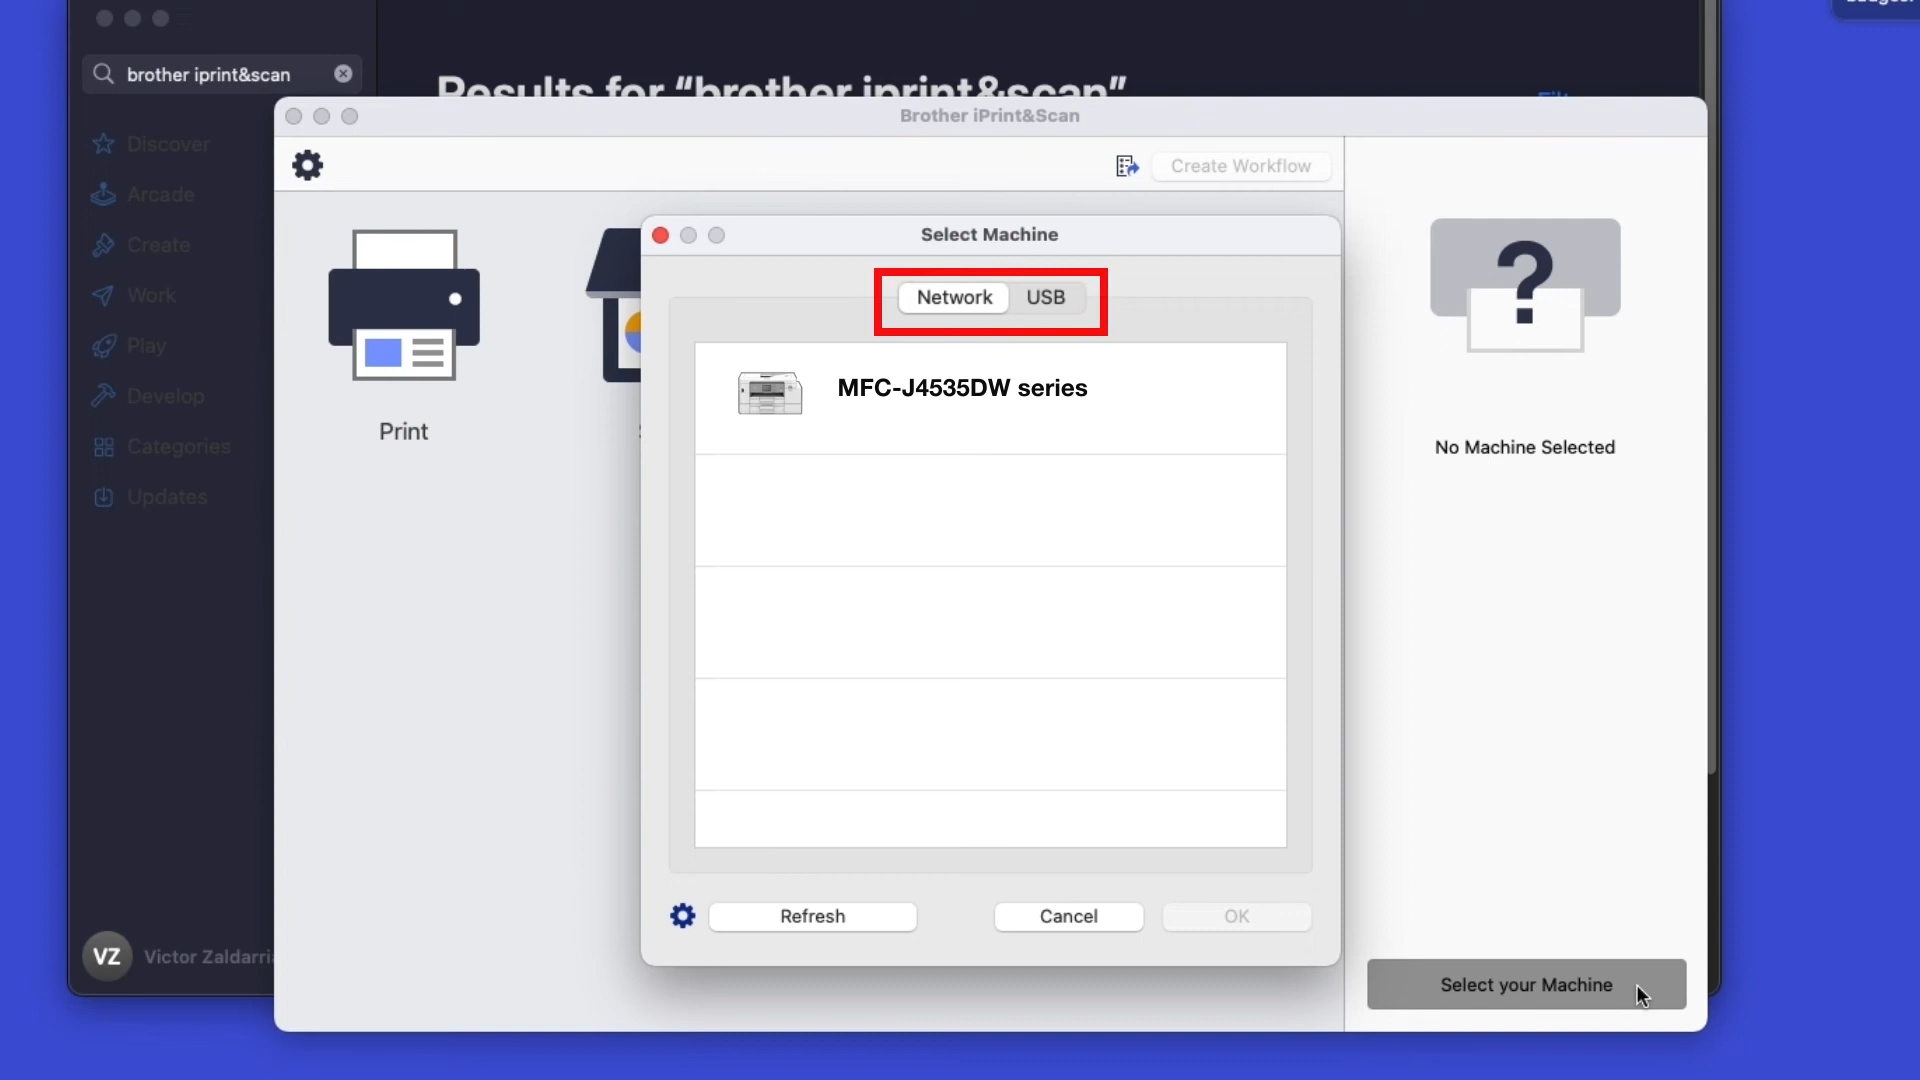 brother iprint&scan
Results for “brother iprint&scan”
Brother iPrint&Scan
Discover
Arcade
Create
Work
Play
Develop
Categories
Updates
VZ
Create Workflow
Print
Select Machine
Network
USB
MFC-J4535DW series
Refresh
Cancel
OK
?
No Machine Selected
Select your Machine